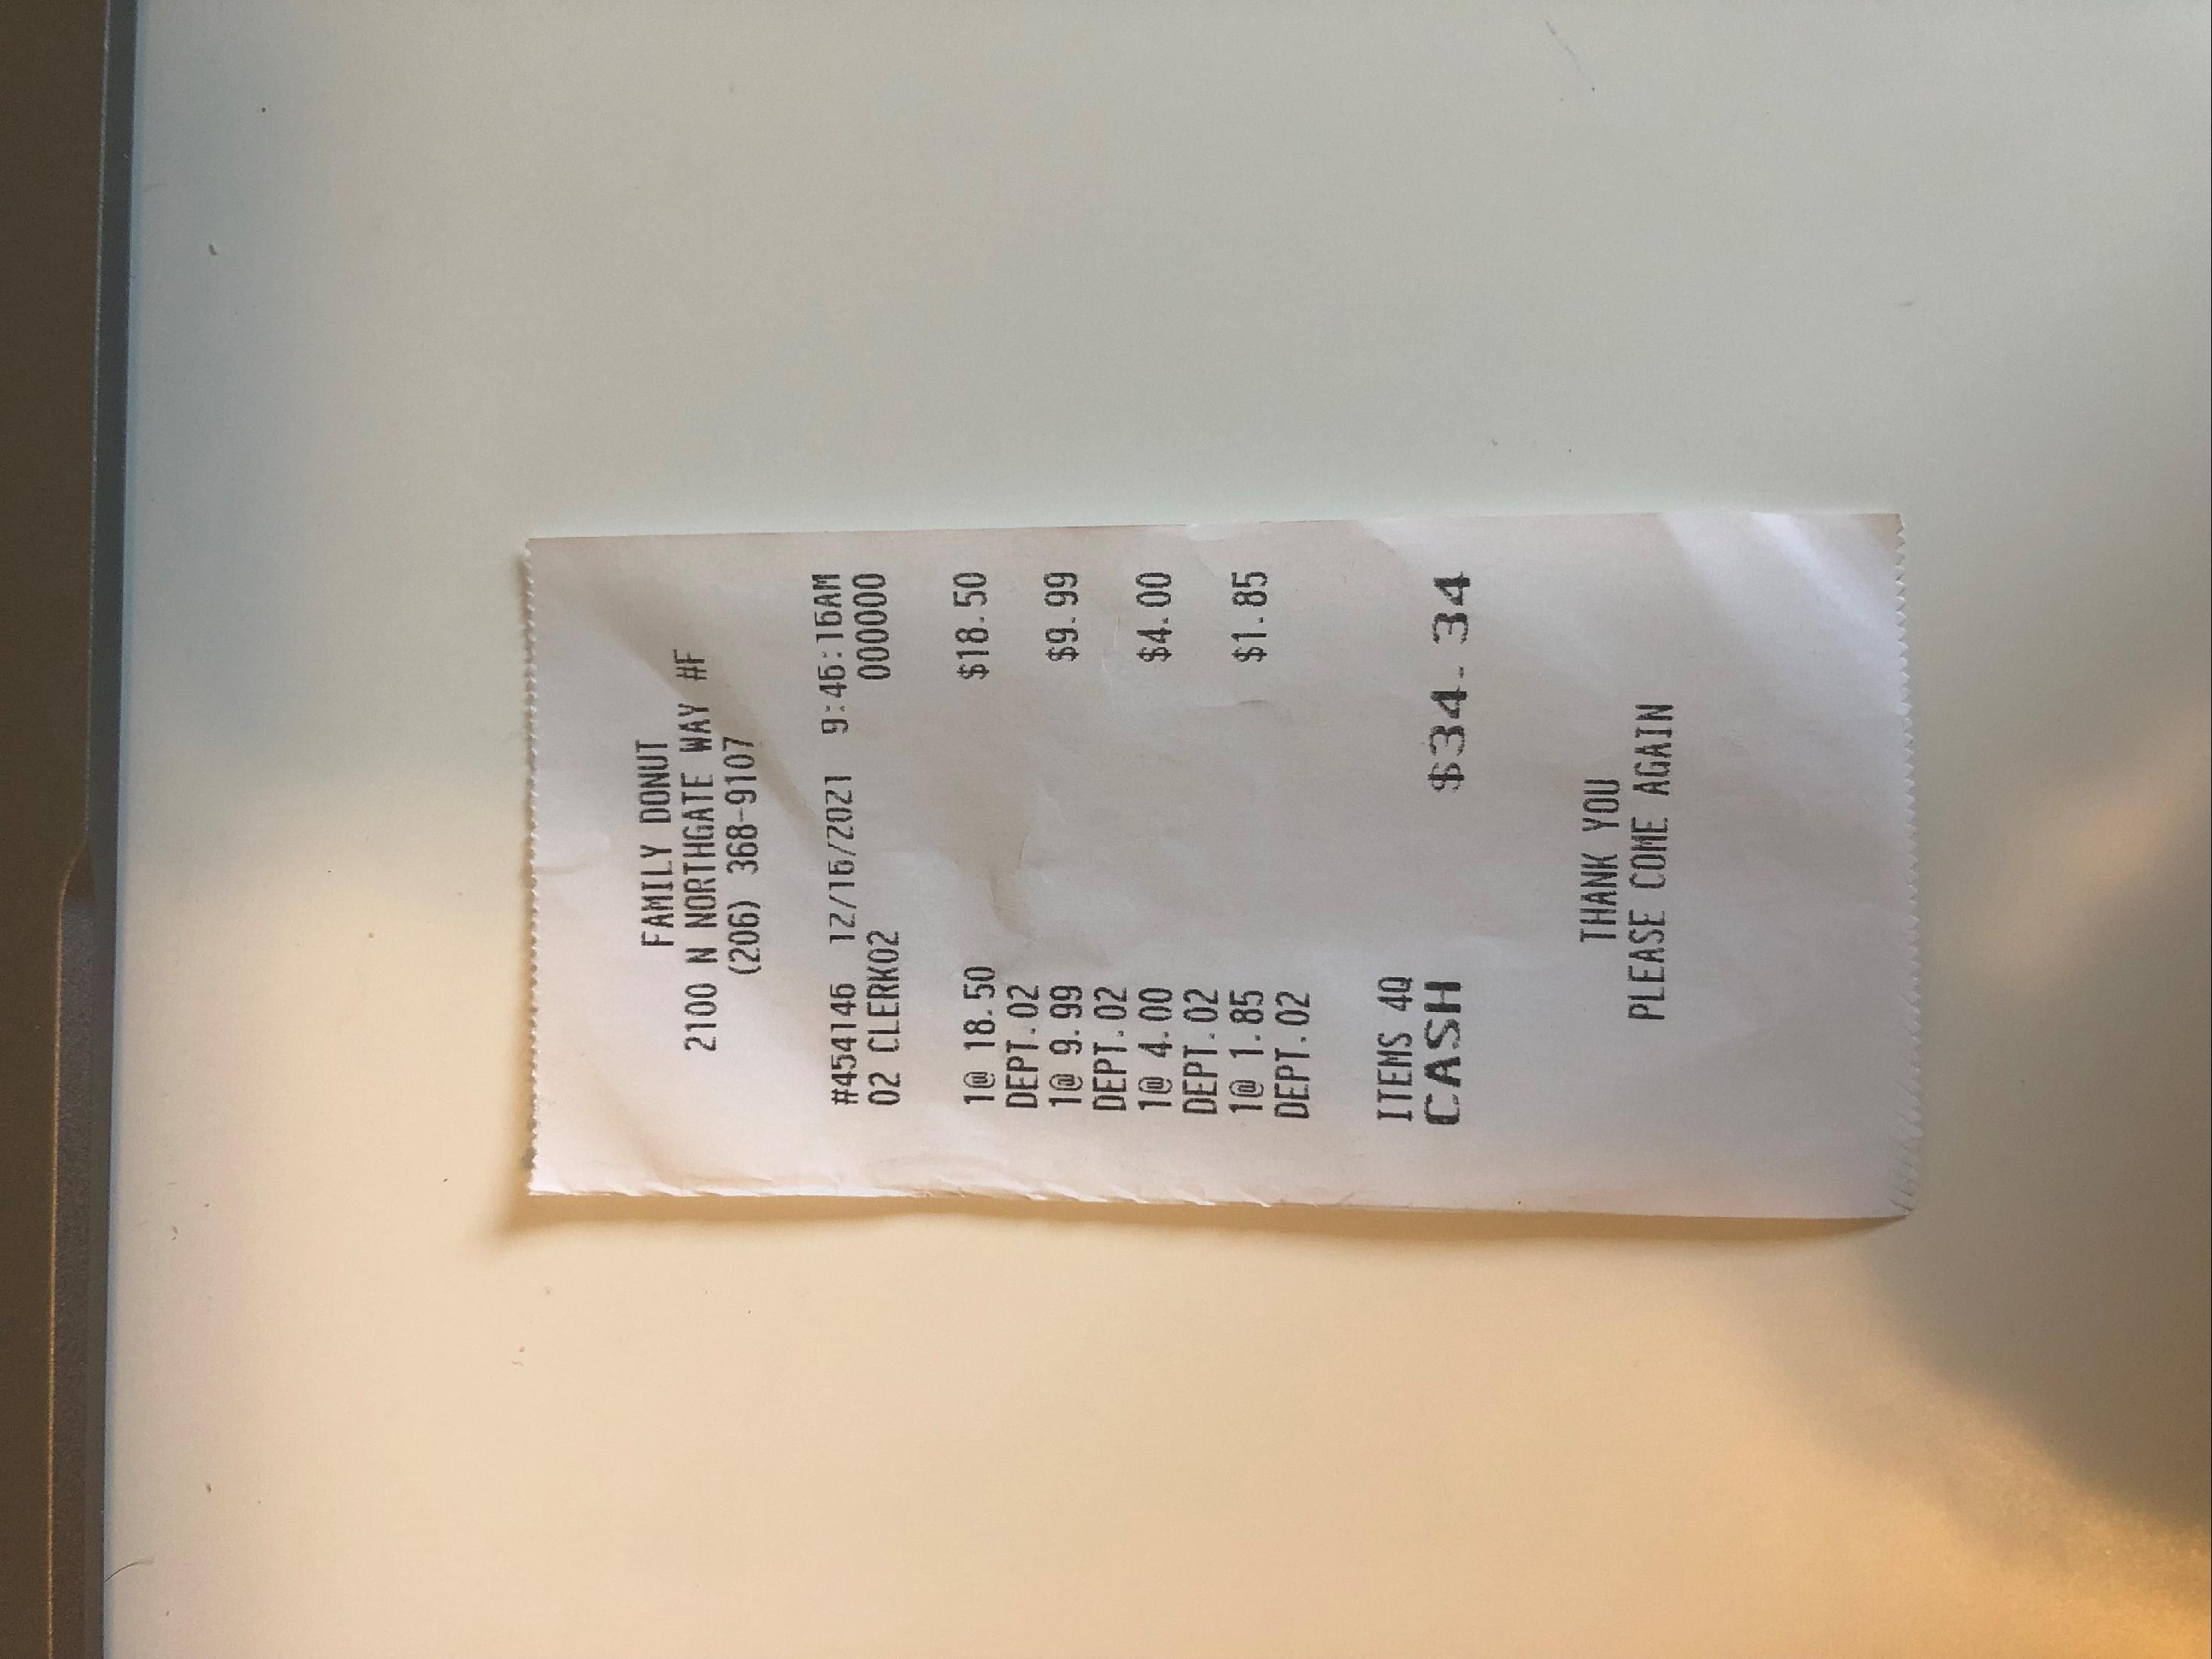 FAMILY DONUT
2100 N NORTHGATE WAY #F
(206) 368-9107
#454146 12/16/2021 9:46:16AM
02 CLERK02 000000
1@ 18.50 $18.50
DEPT.02
1@ 9.99 $9.99
DEPT.02
1@ 4.00 $4.00
DEPT.02
1@ 1.85 $1.85
DEPT.02
ITEMS 4Q
CASH $34.34
THANK YOU
PLEASE COME AGAIN